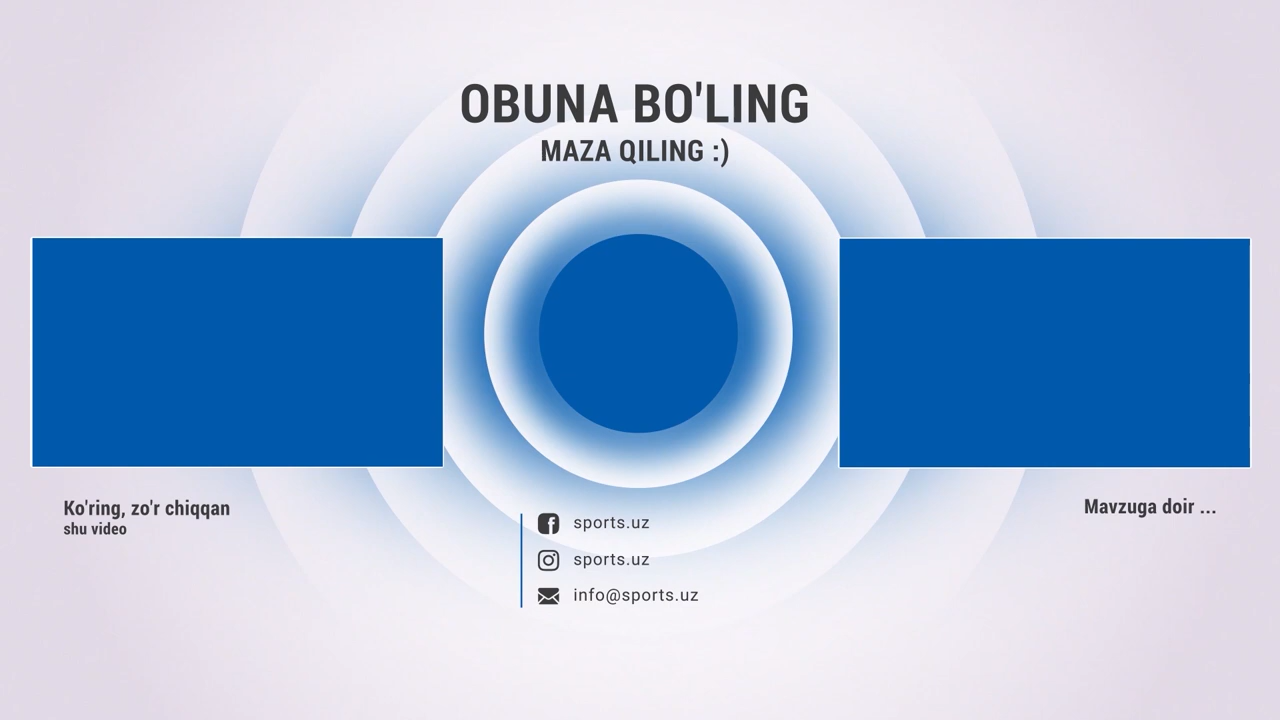 OBUNA BO'LING
MAZA QILING :)
Ko'ring, zo'r chiqqan
shu video
Mavzuga doir ...
sports.uz
sports.uz
info@sports.uz